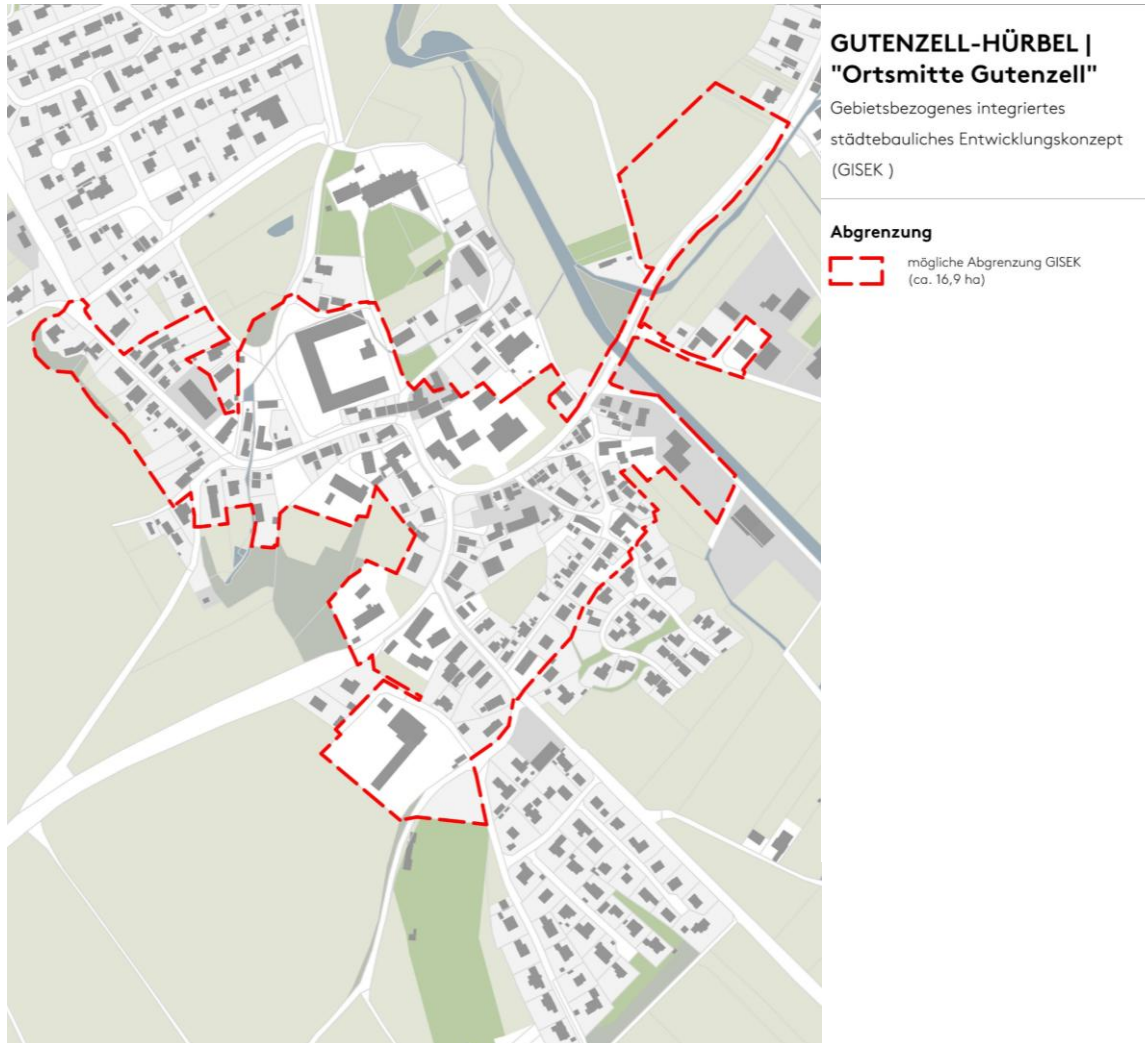 GUTENZELL-HÜRBEL |
"Ortsmitte Gutenzell"
Gebietsbezogenes integriertes
städtebauliches Entwicklungskonzept
(GISEK )
Abgrenzung
mögliche Abgrenzung GISEK
(ca. 16,9 ha)